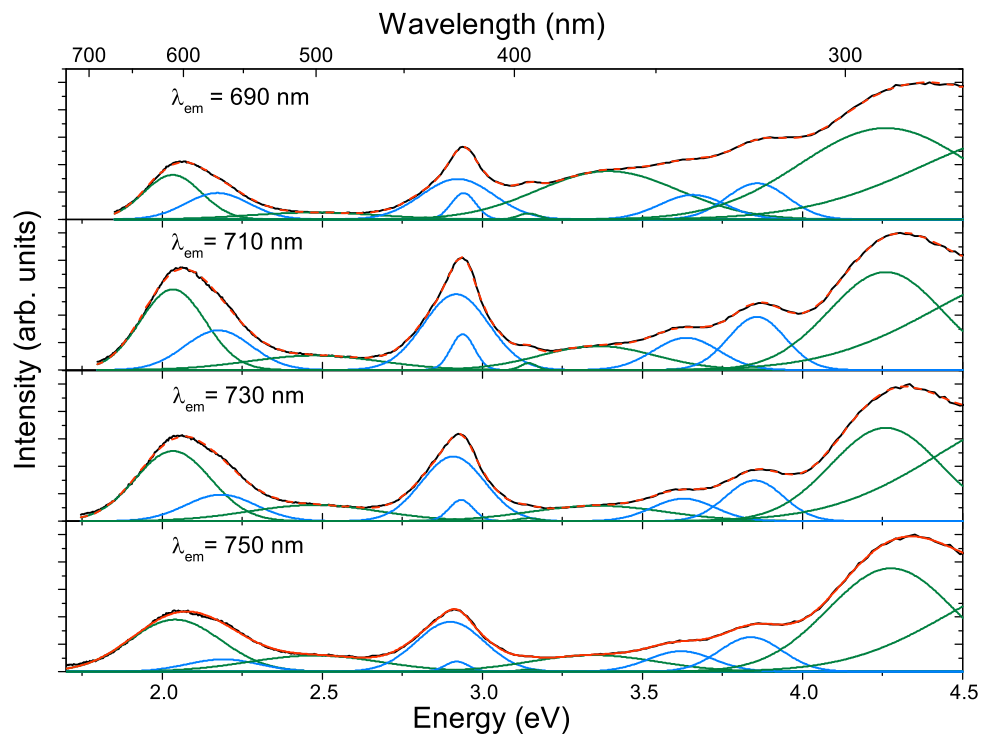 Wavelength (nm)
700 600 500 400 300
λem = 690 nm
λem = 710 nm
λem= 730 nm
λem= 750 nm
Intensity (arb. units)
2.0 2.5 3.0 3.5 4.0 4.5
Energy (eV)